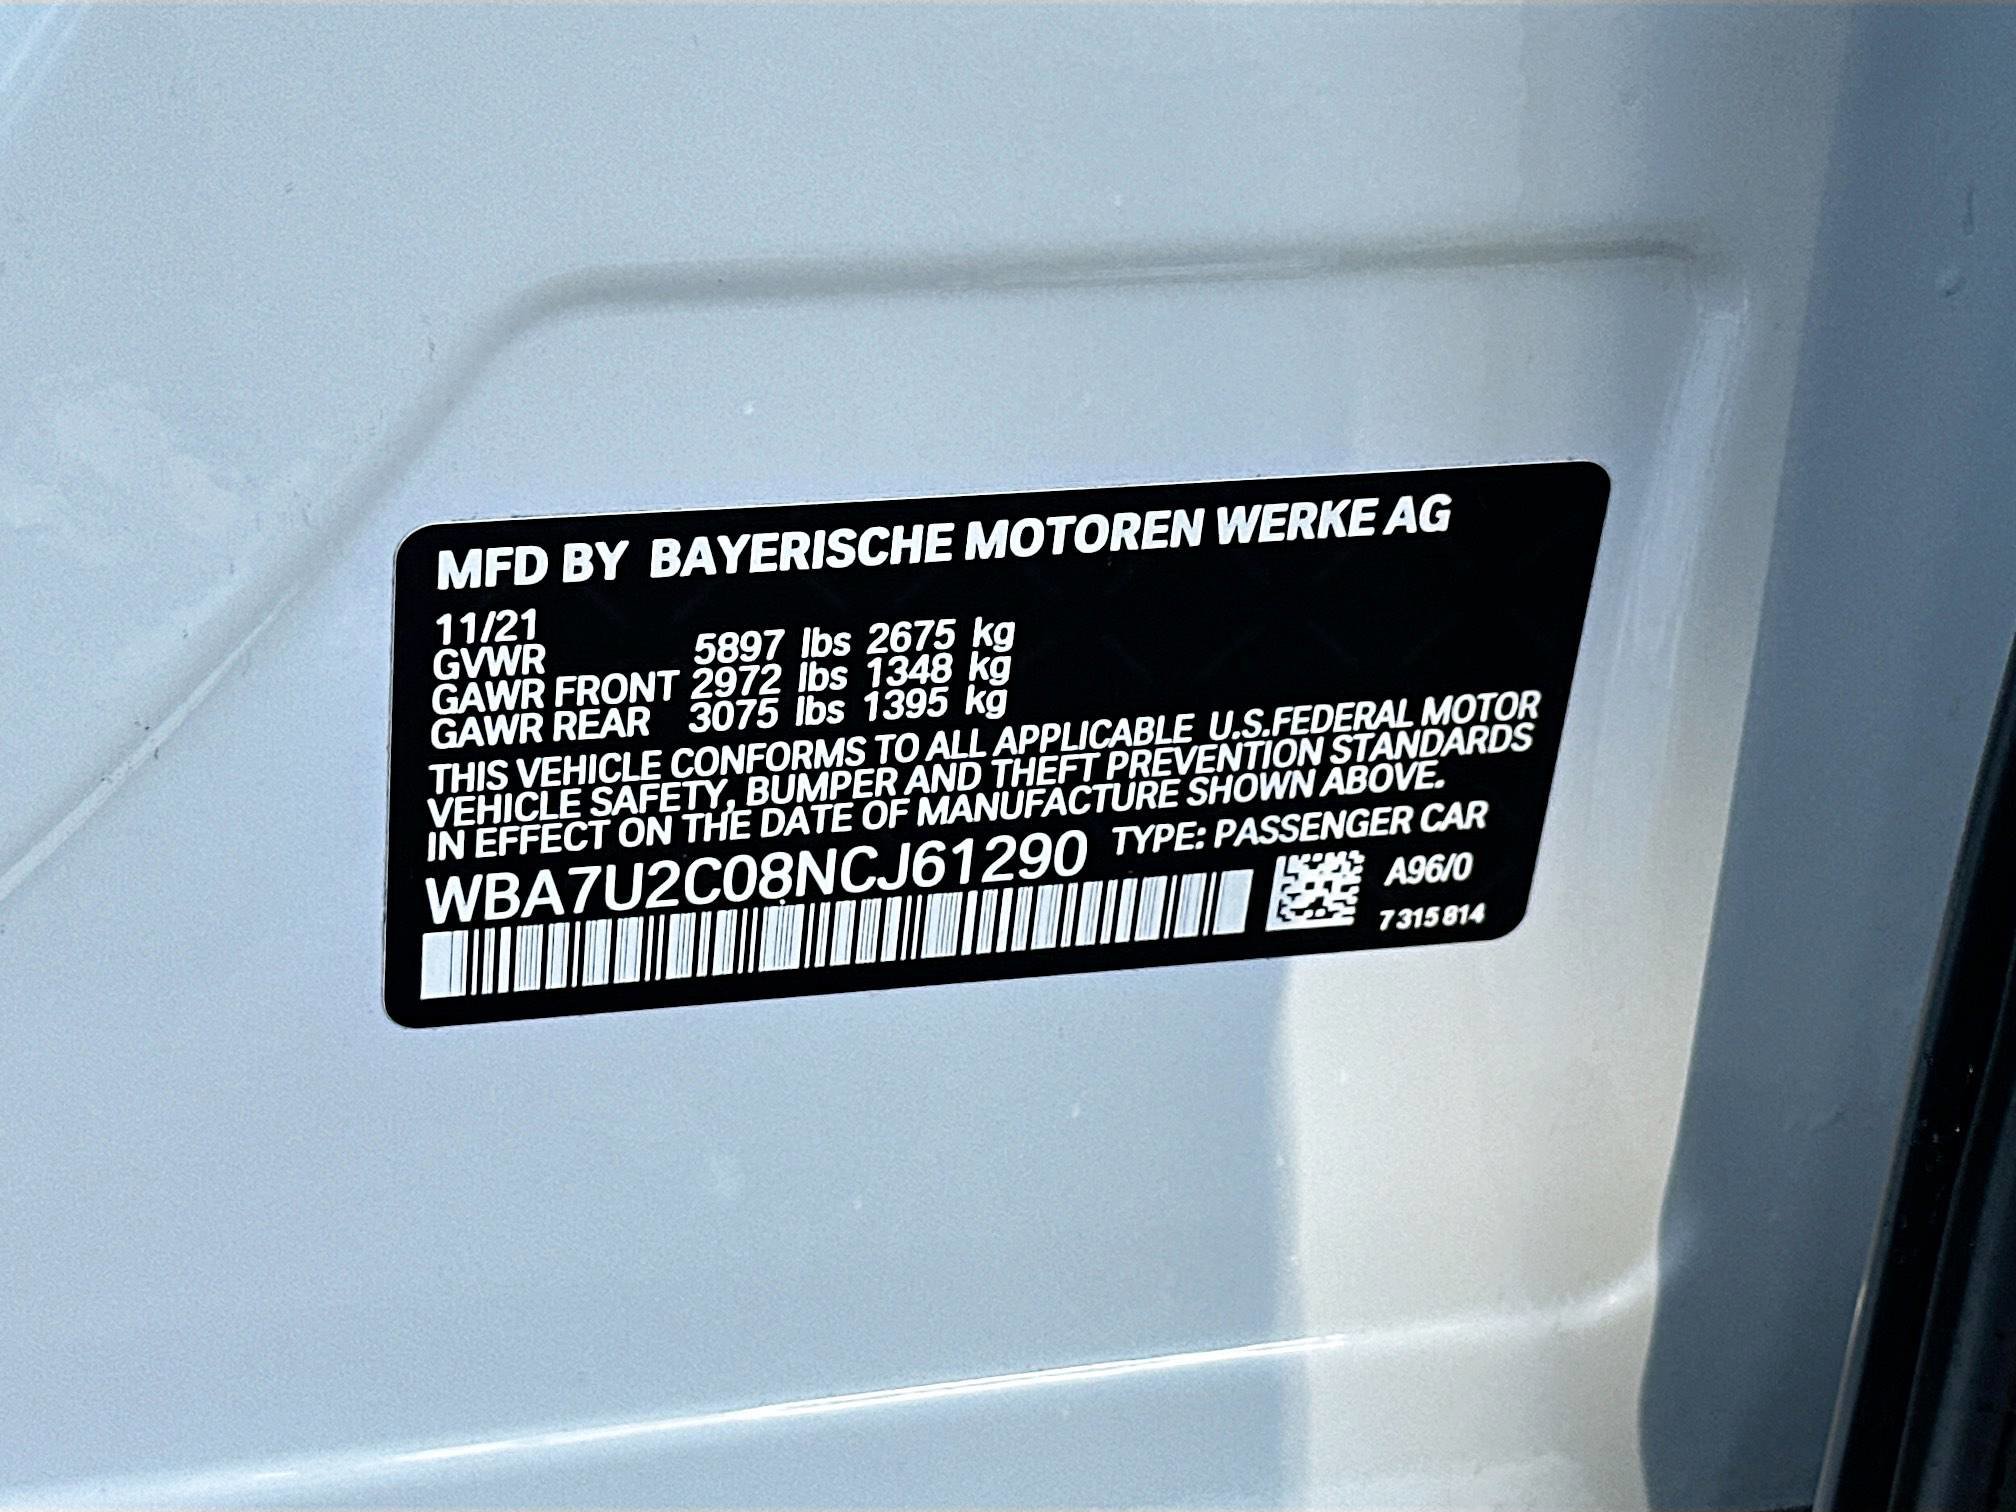 MFD BY BAYERISCHE MOTOREN WERKE AG
11/21
GVWR 5897 lbs 2675 kg
GAWR FRONT 2972 lbs 1348 kg
GAWR REAR 3075 lbs 1395 kg
THIS VEHICLE CONFORMS TO ALL APPLICABLE U.S.FEDERAL MOTOR
VEHICLE SAFETY, BUMPER AND THEFT PREVENTION STANDARDS
IN EFFECT ON THE DATE OF MANUFACTURE SHOWN ABOVE.
WBA7U2C08NCJ61290 TYPE: PASSENGER CAR
A96/0
7 315 814